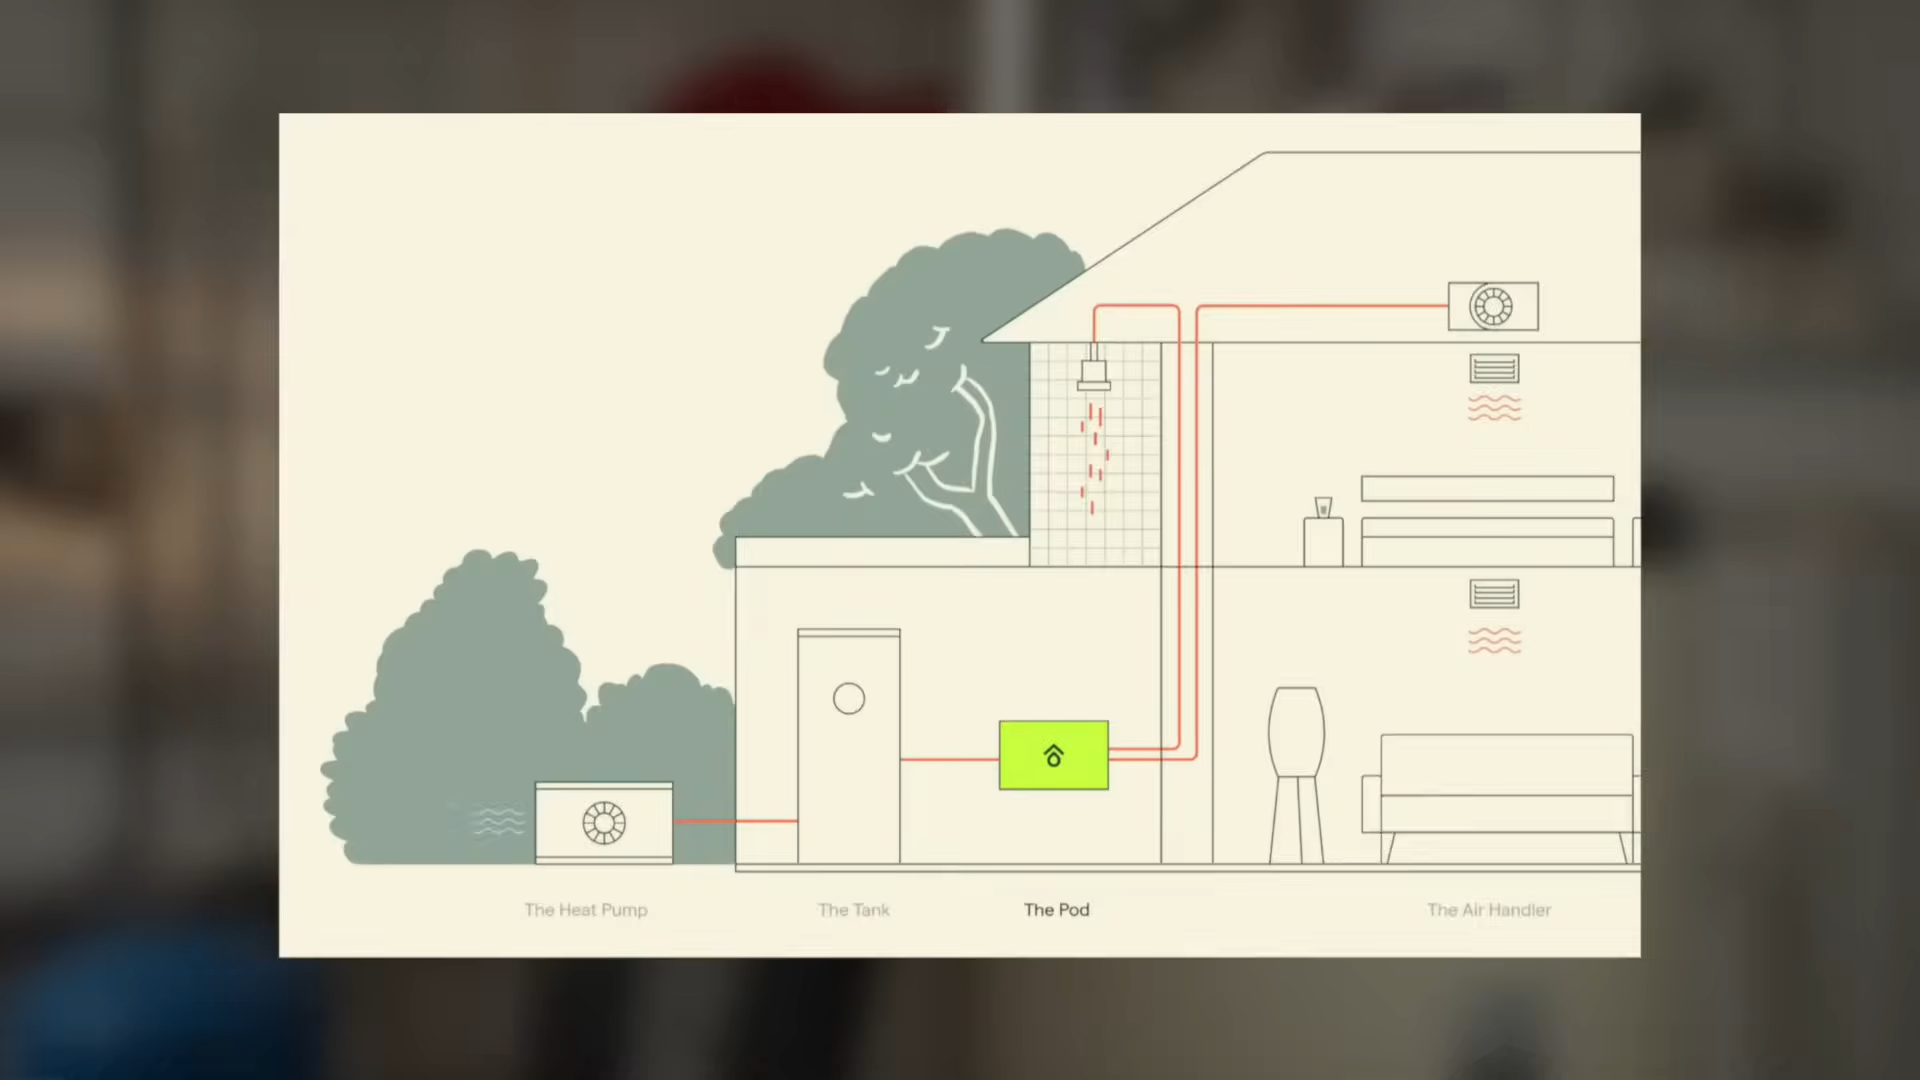 The Heat Pump
The Tank
The Pod
The Air Handler